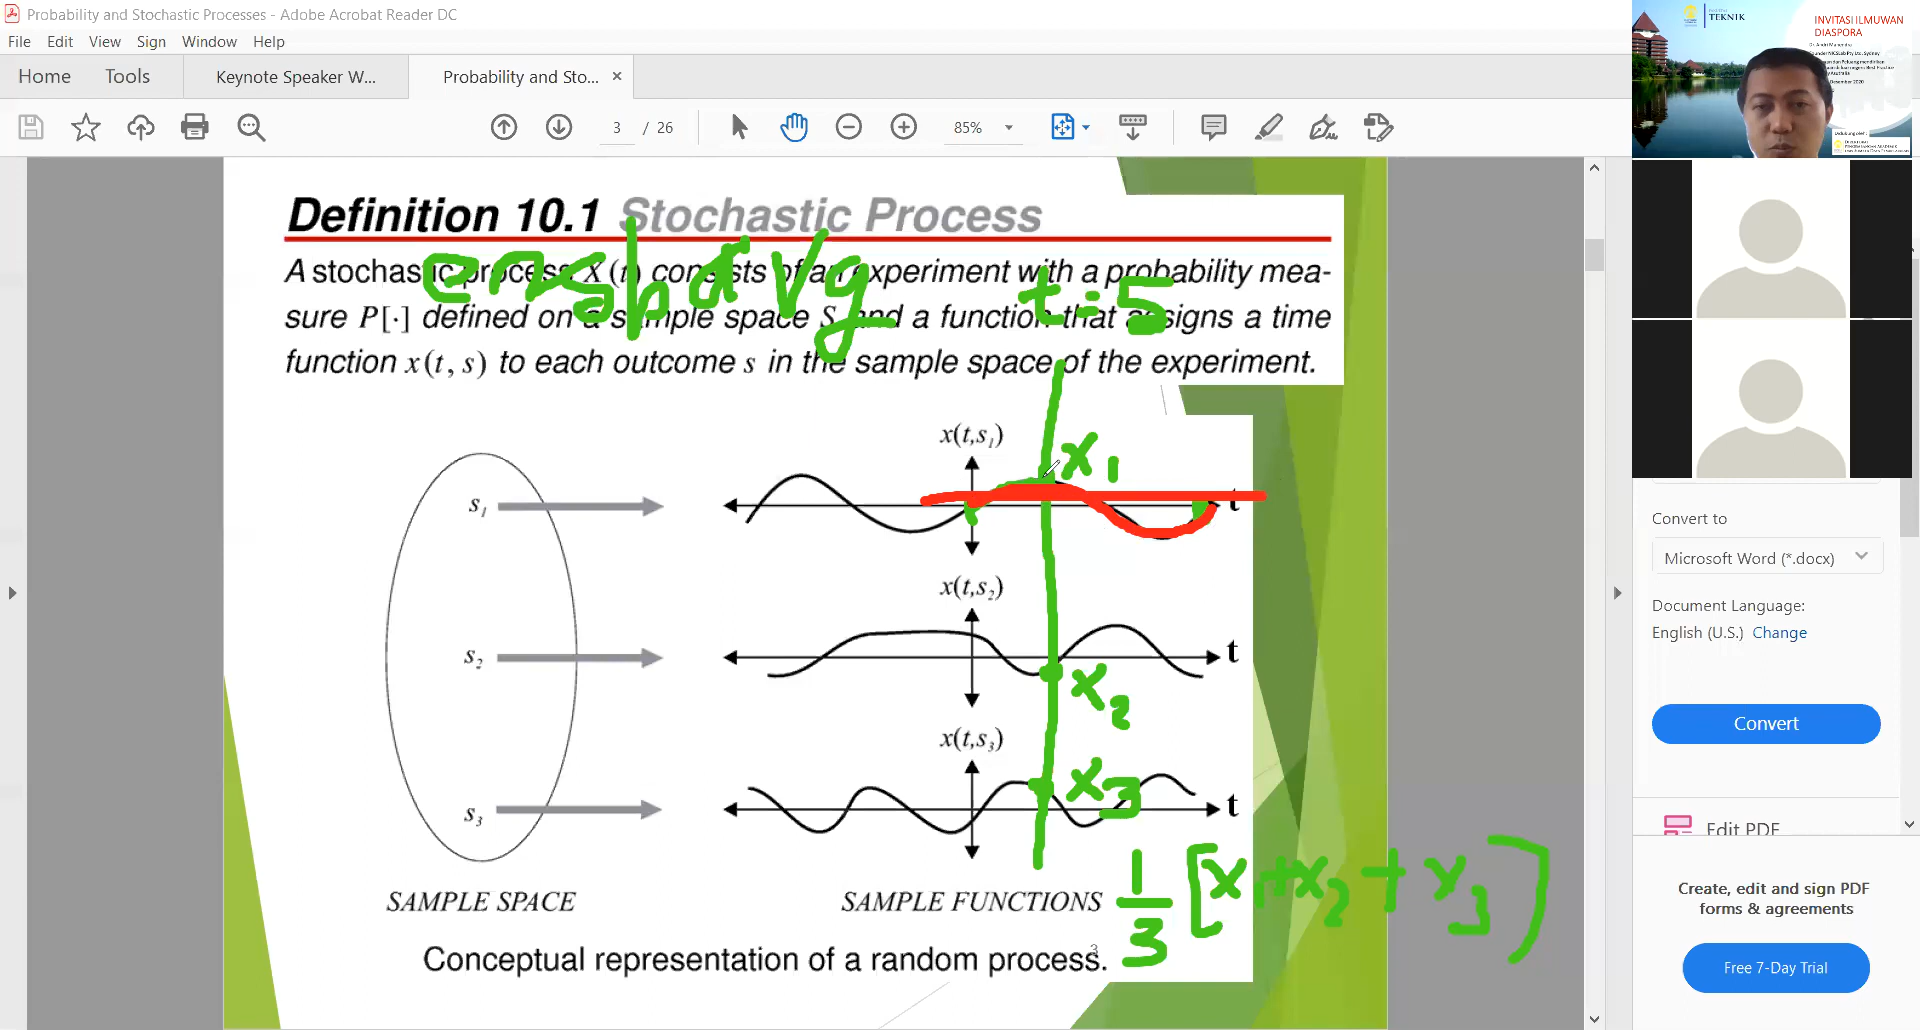 Probability and Stochastic Processes - Adobe Acrobat Reader DC
File Edit View Sign Window Help
Home Tools Keynote Speaker W... Probability and Sto... ×
3 / 26 85%
TEKNIK
INVITASI ILMUWAN
DIASPORA
Definition 10.1 Stochastic Process
A stochastic process X(t) consists of an experiment with a probability mea-
sure P[·] defined on a sample space S and a function that assigns a time
function x(t, s) to each outcome s in the sample space of the experiment.
t=5
x(t,s₁)
x₁
s₁
t
x(t,s₂)
s₂
t
x₂
x(t,s₃)
x₃
s₃
t
1/3 [x₁+x₂+x₃]
SAMPLE SPACE SAMPLE FUNCTIONS
Conceptual representation of a random process.
3
Convert to
Microsoft Word (*.docx)
Document Language:
English (U.S.) Change
Convert
Edit PDF
Create, edit and sign PDF
forms & agreements
Free 7-Day Trial